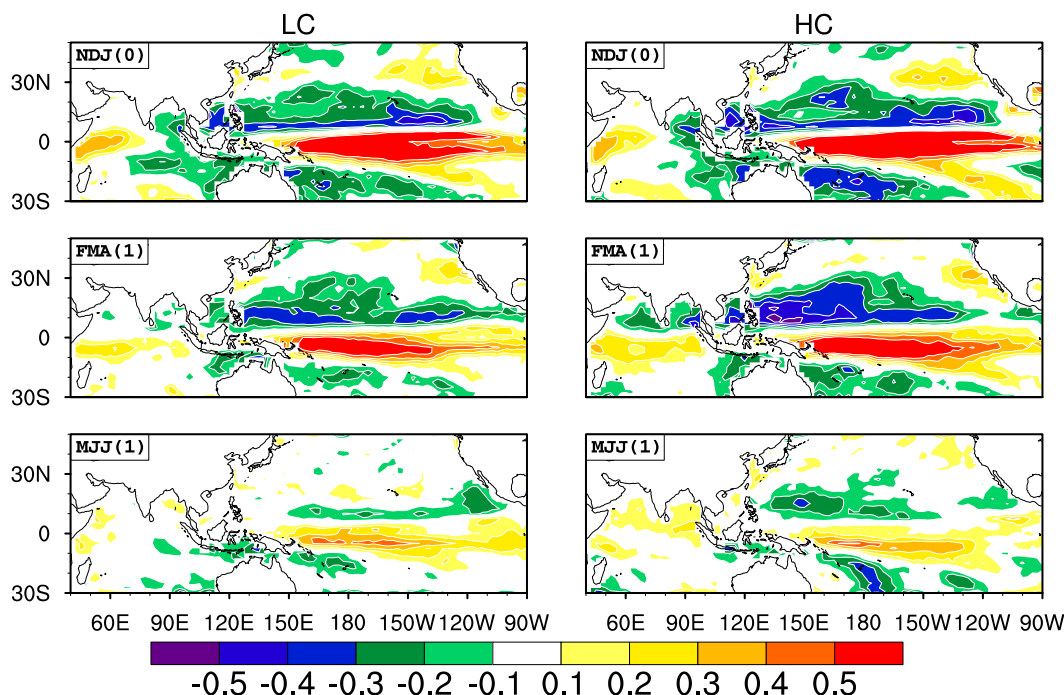 LC HC
NDJ(0) NDJ(0)
30N
0
30S
FMA(1) FMA(1)
30N
0
30S
MJJ(1) MJJ(1)
30N
0
30S
60E 90E 120E 150E 180 150W 120W 90W 60E 90E 120E 150E 180 150W 120W 90W
-0.5 -0.4 -0.3 -0.2 -0.1 0.1 0.2 0.3 0.4 0.5